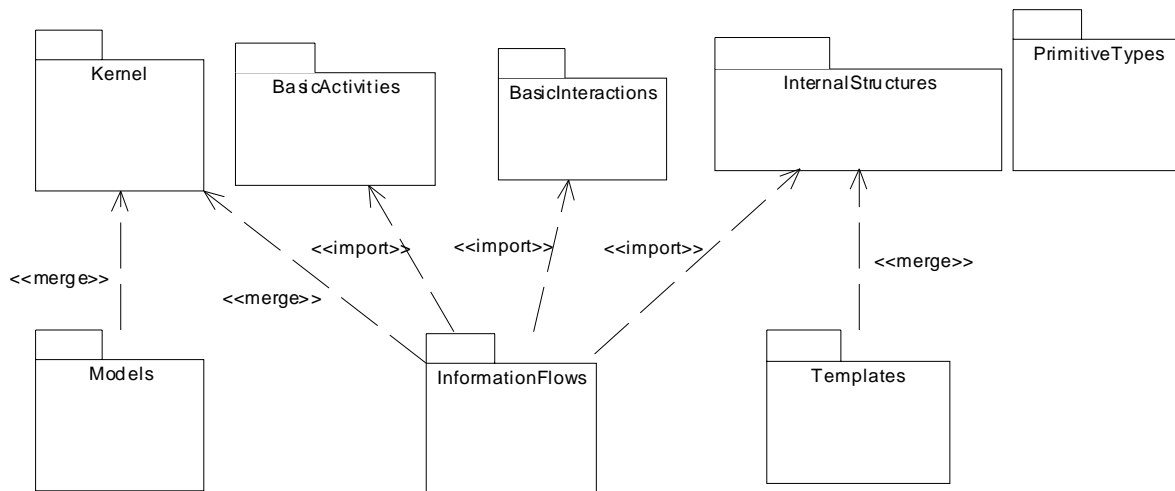 PrimitiveTypes
Kernel
BasicActivities
BasicInteractions
InternalStructures
<<import>>
<<import>>
<<import>>
<<merge>>
<<merge>>
<<merge>>
Models
InformationFlows
Templates